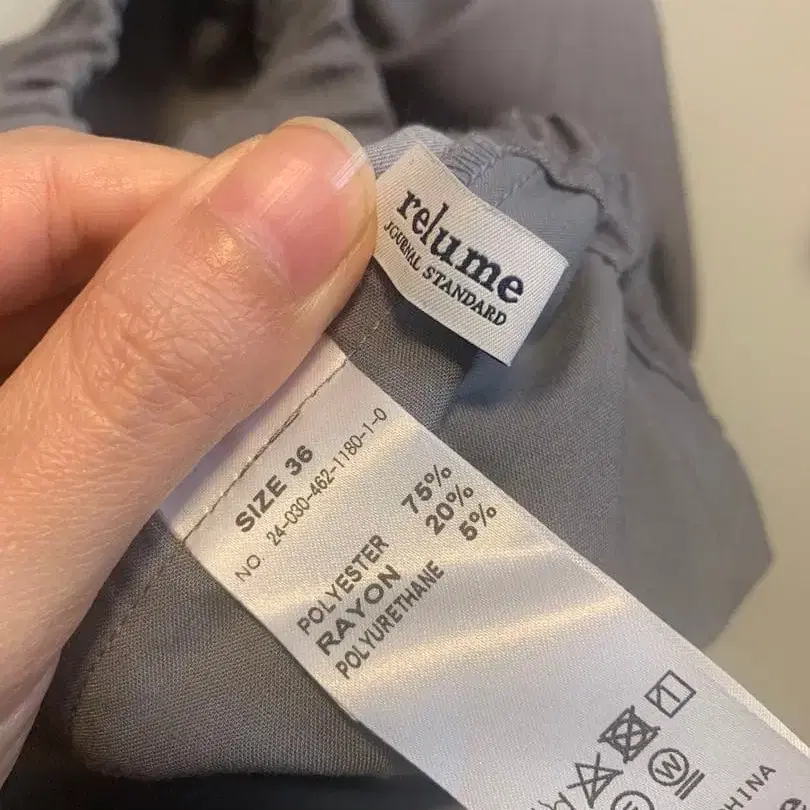 relume
JOURNAL STANDARD
SIZE 36
NO. 24-030-462-1180-1-0
POLYESTER 75%
RAYON 20%
POLYURETHANE 5%
W
CHINA